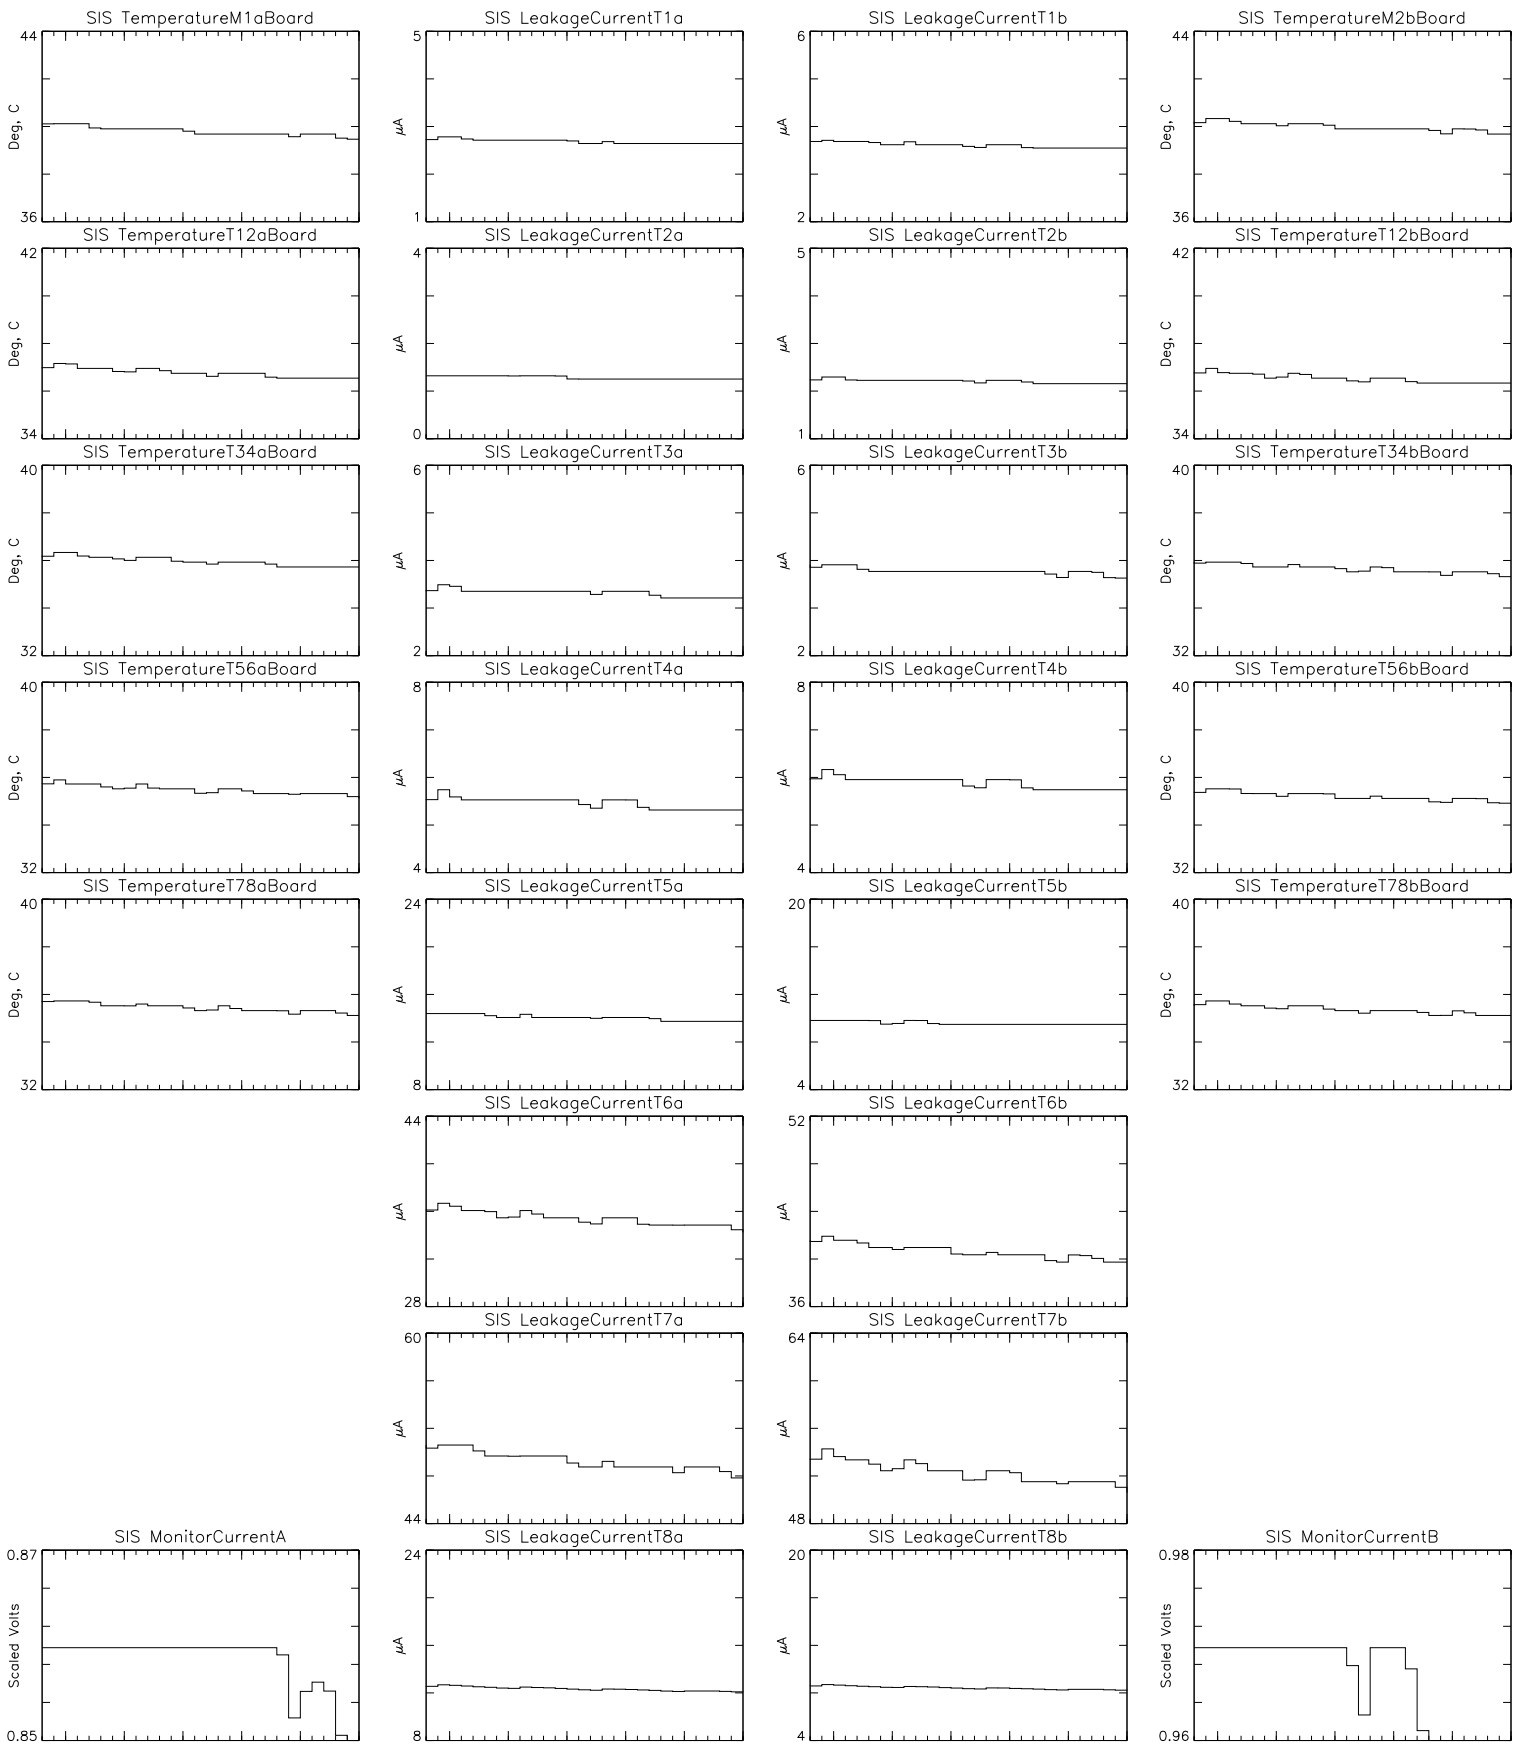 SIS TemperatureM1aBoard SIS LeakageCurrentT1a SIS LeakageCurrentT1b SIS TemperatureM2bBoard
44 5 6 44
Deg, C μA μA Deg, C
36 1 2 36
SIS TemperatureT12aBoard SIS LeakageCurrentT2a SIS LeakageCurrentT2b SIS TemperatureT12bBoard
42 4 5 42
Deg, C μA μA Deg, C
34 0 1 34
SIS TemperatureT34aBoard SIS LeakageCurrentT3a SIS LeakageCurrentT3b SIS TemperatureT34bBoard
40 6 6 40
Deg, C μA μA Deg, C
32 2 2 32
SIS TemperatureT56aBoard SIS LeakageCurrentT4a SIS LeakageCurrentT4b SIS TemperatureT56bBoard
40 8 8 40
Deg, C μA μA Deg, C
32 4 4 32
SIS TemperatureT78aBoard SIS LeakageCurrentT5a SIS LeakageCurrentT5b SIS TemperatureT78bBoard
40 24 20 40
Deg, C μA μA Deg, C
32 8 4 32
SIS LeakageCurrentT6a SIS LeakageCurrentT6b
44 52
μA μA
28 36
SIS LeakageCurrentT7a SIS LeakageCurrentT7b
60 64
μA μA
44 48
SIS MonitorCurrentA SIS LeakageCurrentT8a SIS LeakageCurrentT8b SIS MonitorCurrentB
0.87 24 20 0.98
Scaled Volts μA μA Scaled Volts
0.85 8 4 0.96